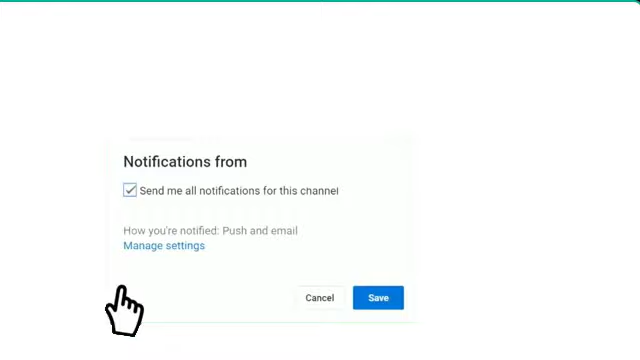 Notifications from
Send me all notifications for this channel
How you're notified: Push and email
Manage settings
Cancel Save